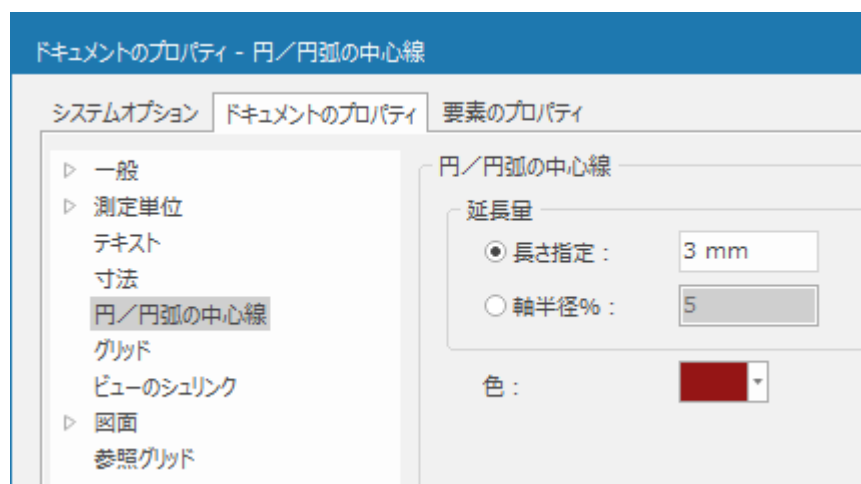 ドキュメントのプロパティ - 円／円弧の中心線
システムオプション ドキュメントのプロパティ 要素のプロパティ
一般
測定単位
テキスト
寸法
円／円弧の中心線
グリッド
ビューのシュリンク
図面
参照グリッド
円／円弧の中心線
延長量
長さ指定： 3 mm
軸半径%： 5
色：